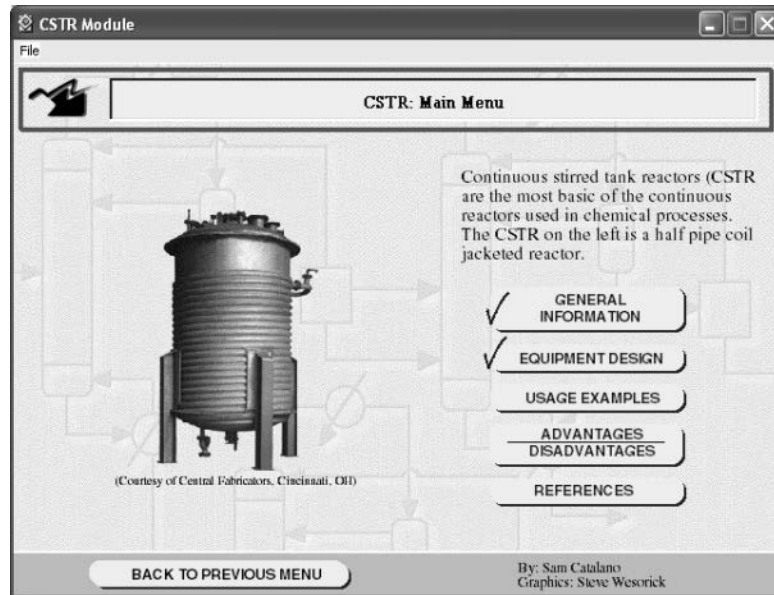 CSTR Module
File
CSTR: Main Menu
Continuous stirred tank reactors (CSTR
are the most basic of the continuous
reactors used in chemical processes.
The CSTR on the left is a half pipe coil
jacketed reactor.
GENERAL
INFORMATION
EQUIPMENT DESIGN
USAGE EXAMPLES
ADVANTAGES
DISADVANTAGES
REFERENCES
(Courtesy of Central Fabricators, Cincinnati, OH)
BACK TO PREVIOUS MENU
By: Sam Catalano
Graphics: Steve Wesorick